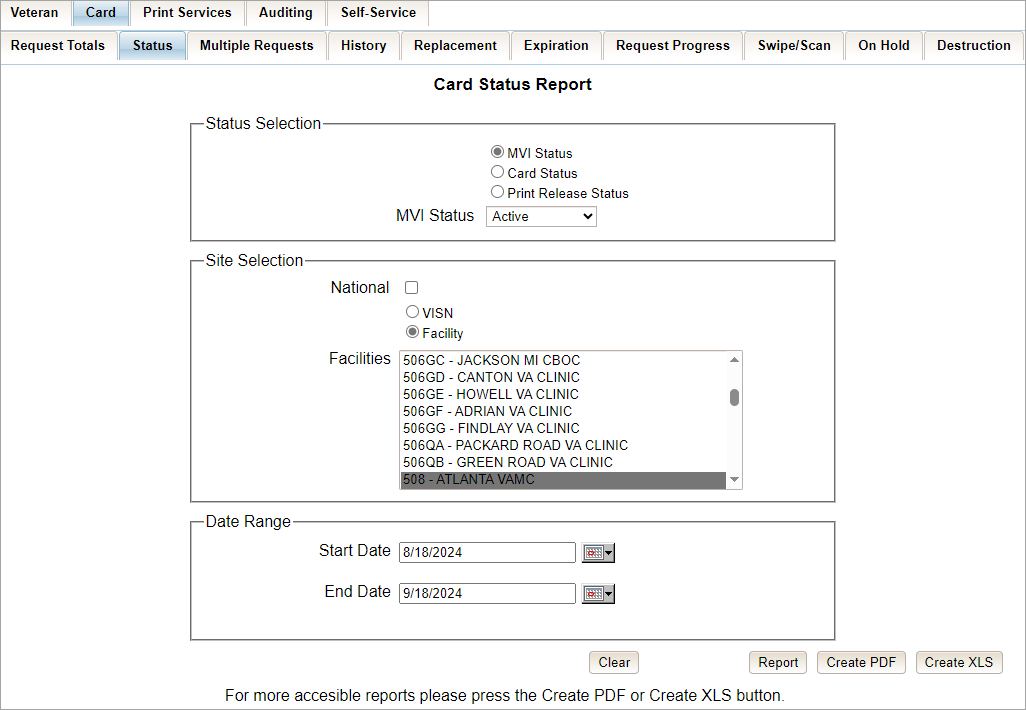 Veteran Card Print Services Auditing Self-Service
Request Totals Status Multiple Requests History Replacement Expiration Request Progress Swipe/Scan On Hold Destruction
Card Status Report
Status Selection
MVI Status
Card Status
Print Release Status
MVI Status Active
Site Selection
National
VISN
Facility
Facilities
506GC - JACKSON MI CBOC
506GD - CANTON VA CLINIC
506GE - HOWELL VA CLINIC
506GF - ADRIAN VA CLINIC
506GG - FINDLAY VA CLINIC
506QA - PACKARD ROAD VA CLINIC
506QB - GREEN ROAD VA CLINIC
508 - ATLANTA VAMC
Date Range
Start Date 8/18/2024
End Date 9/18/2024
Clear Report Create PDF Create XLS
For more accesible reports please press the Create PDF or Create XLS button.